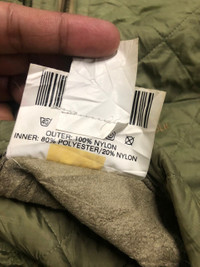 OUTER: 100% NYLON
INNER: 80% POLYESTER/20% NYLON